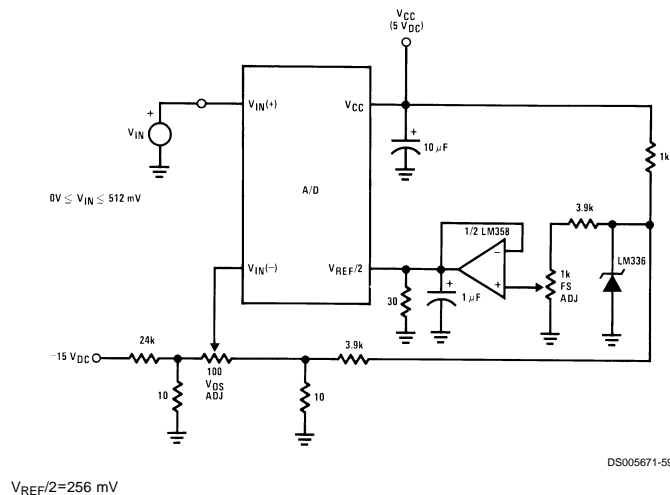 VCC
(5 VDC)
VIN(+)
VCC
+
VIN
+
10 µF
1k
0V ≤ VIN ≤ 512 mV
A/D
3.9k
1/2 LM358
LM336
VIN(−)
VREF/2
−
+
+
1 µF
30
1k
FS
ADJ
−15 VDC
24k
3.9k
100
VOS
ADJ
10
10
DS005671-59
VREF/2=256 mV